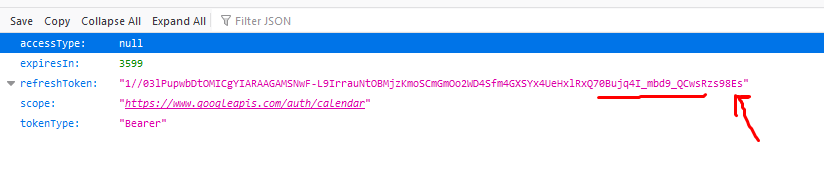 Save Copy Collapse All Expand All Filter JSON
accessType: null
expiresIn: 3599
refreshToken: "1//03lPupwbDtOMICgYIARAAGAMSNwF-L9IrrauNtOBMjzKmoSCmGmOo2WD4Sfm4GXSYx4UeHxlRxQ70Bujq4I_mbd9_QCwsRzs98Es"
scope: "https://www.googleapis.com/auth/calendar"
tokenType: "Bearer"